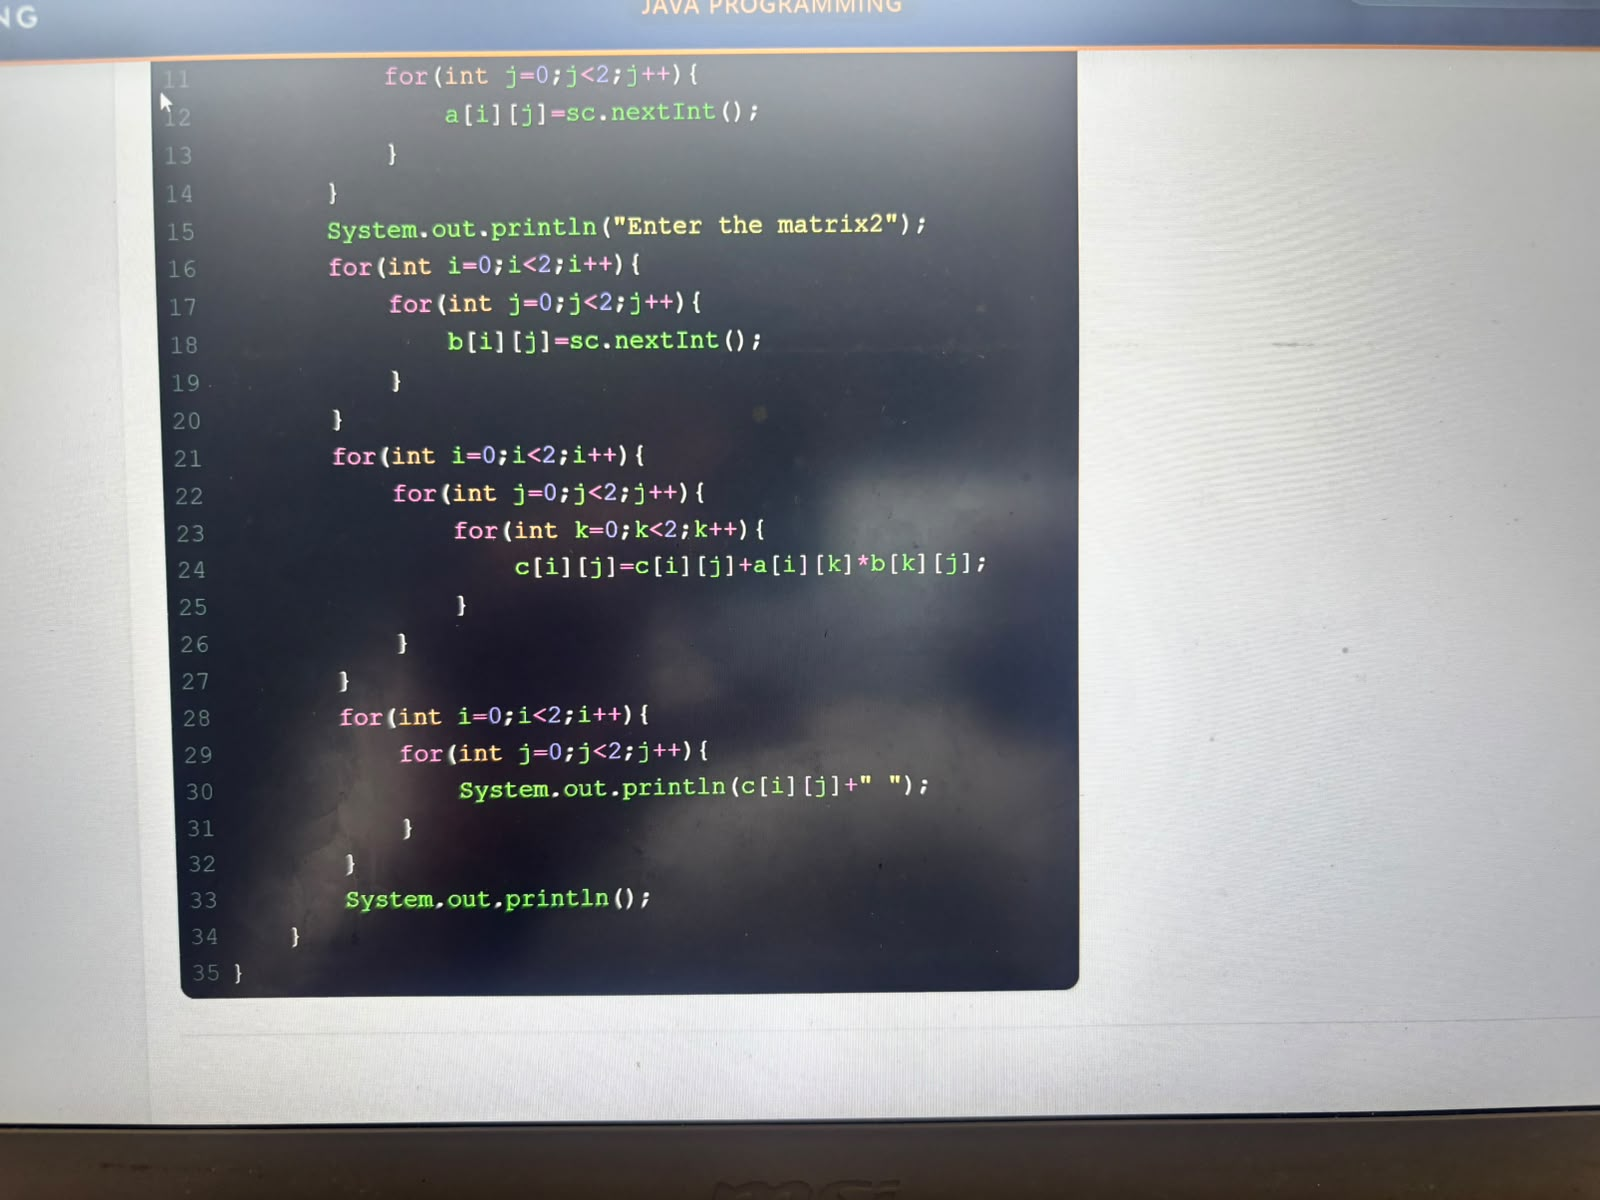 NG
JAVA PROGRAMMING
11 for(int j=0;j<2;j++){
12 a[i][j]=sc.nextInt();
13 }
14 }
15 System.out.println("Enter the matrix2");
16 for(int i=0;i<2;i++){
17 for(int j=0;j<2;j++){
18 b[i][j]=sc.nextInt();
19 }
20 }
21 for(int i=0;i<2;i++){
22 for(int j=0;j<2;j++){
23 for(int k=0;k<2;k++){
24 c[i][j]=c[i][j]+a[i][k]*b[k][j];
25 }
26 }
27 }
28 for(int i=0;i<2;i++){
29 for(int j=0;j<2;j++){
30 System.out.println(c[i][j]+" ");
31 }
32 }
33 System.out.println();
34 }
35 }